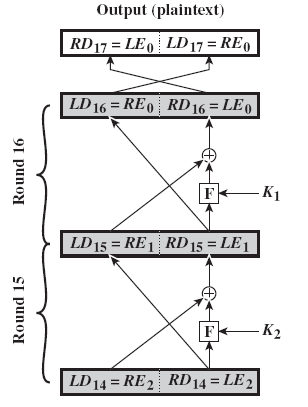 Output (plaintext)
RD17 = LE0 LD17 = RE0
LD16 = RE0 RD16 = LE0
Round 16
F
K1
LD15 = RE1 RD15 = LE1
Round 15
F
K2
LD14 = RE2 RD14 = LE2